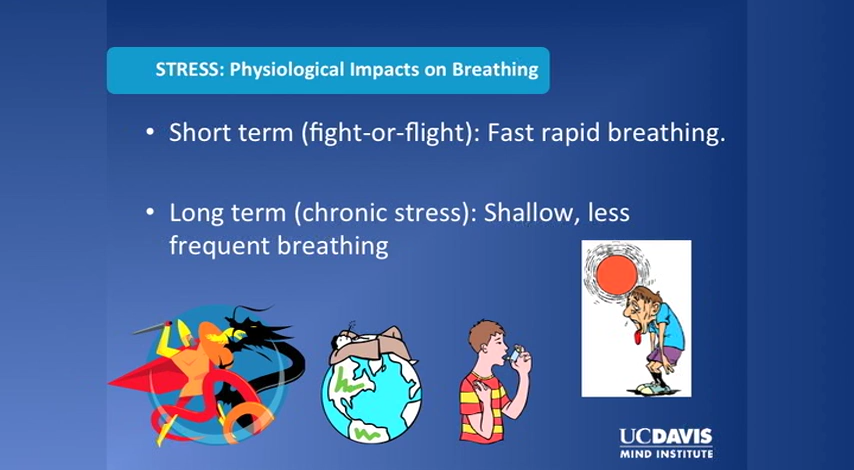 STRESS: Physiological Impacts on Breathing
• Short term (fight-or-flight): Fast rapid breathing.
• Long term (chronic stress): Shallow, less
frequent breathing
UCDAVIS
MIND INSTITUTE